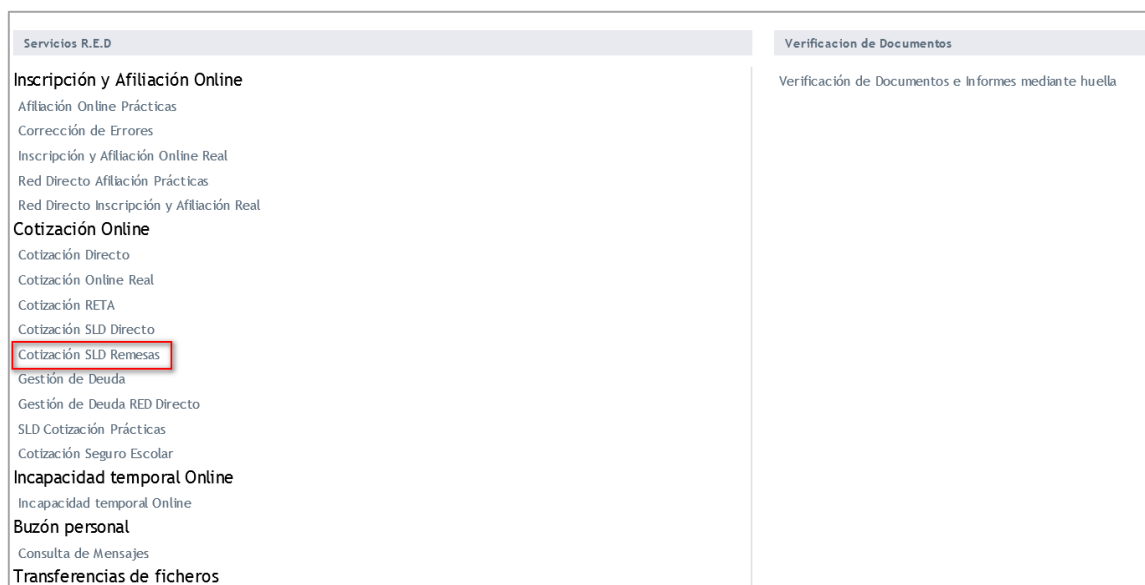 Servicios R.E.D
Verificacion de Documentos
Inscripción y Afiliación Online
Afiliación Online Prácticas
Corrección de Errores
Inscripción y Afiliación Online Real
Red Directo Afiliación Prácticas
Red Directo Inscripción y Afiliación Real
Cotización Online
Cotización Directo
Cotización Online Real
Cotización RETA
Cotización SLD Directo
Cotización SLD Remesas
Gestión de Deuda
Gestión de Deuda RED Directo
SLD Cotización Prácticas
Cotización Seguro Escolar
Incapacidad temporal Online
Incapacidad temporal Online
Buzón personal
Consulta de Mensajes
Transferencias de ficheros
Verificación de Documentos e Informes mediante huella